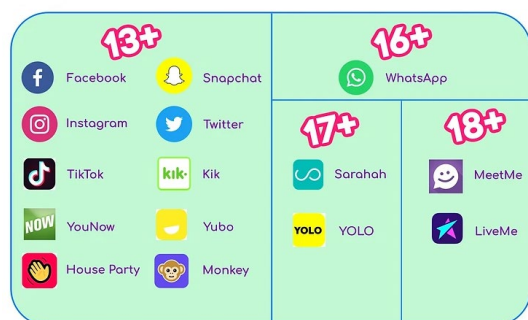 13+
Facebook
Snapchat
Instagram
Twitter
TikTok
kik.
Kik
NOW
YouNow
Yubo
House Party
Monkey
16+
WhatsApp
17+
Sarahah
YOLO
YOLO
18+
MeetMe
LiveMe